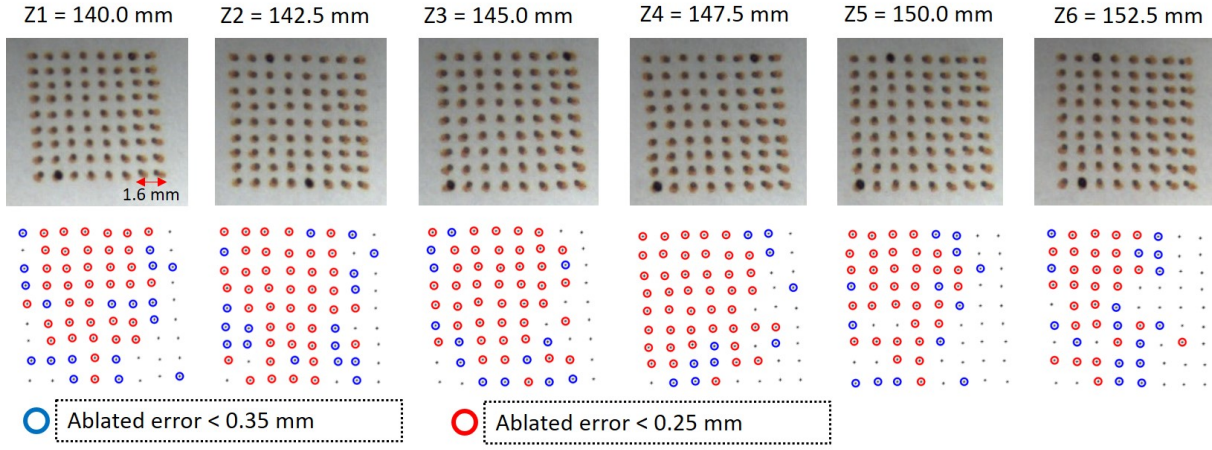 Z1 = 140.0 mm
Z2 = 142.5 mm
Z3 = 145.0 mm
Z4 = 147.5 mm
Z5 = 150.0 mm
Z6 = 152.5 mm
1.6 mm
Ablated error < 0.35 mm
Ablated error < 0.25 mm